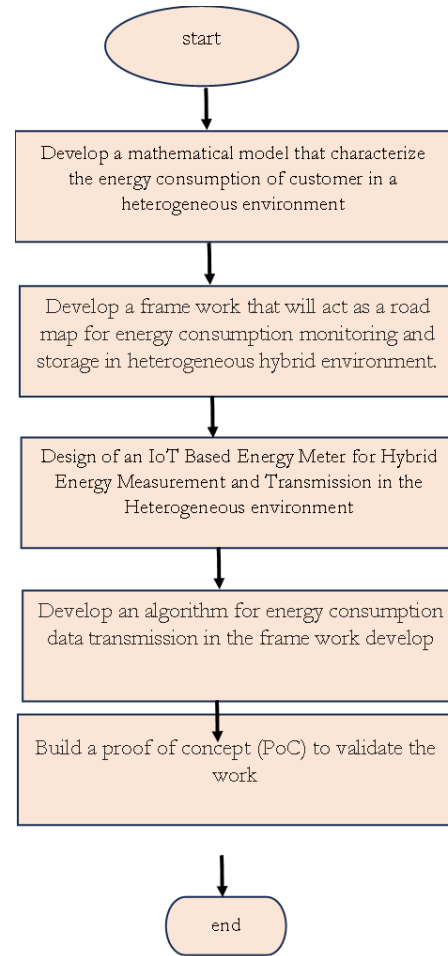 start
Develop a mathematical model that characterize
the energy consumption of customer in a
heterogeneous environment
Develop a frame work that will act as a road
map for energy consumption monitoring and
storage in heterogeneous hybrid environment.
Design of an IoT Based Energy Meter for Hybrid
Energy Measurement and Transmission in the
Heterogeneous environment
Develop an algorithm for energy consumption
data transmission in the frame work develop
Build a proof of concept (PoC) to validate the
work
end